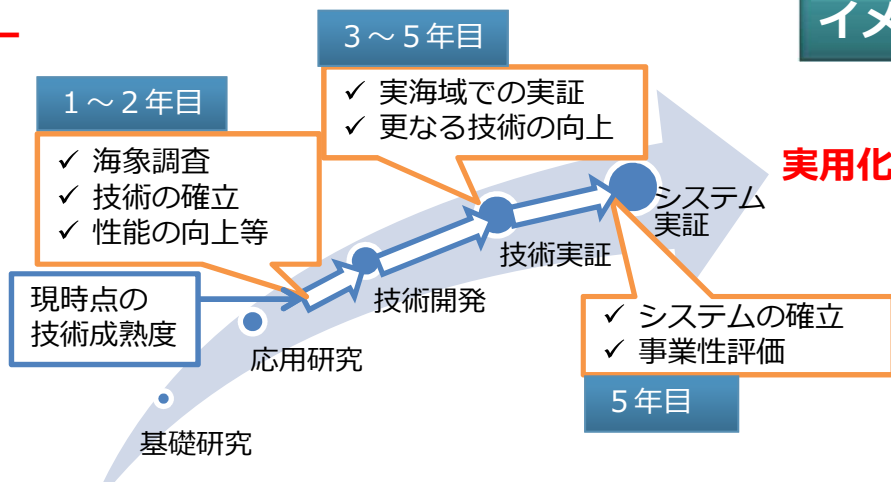 イメ
3～5年目
✓ 実海域での実証
✓ 更なる技術の向上
1～2年目
✓ 海象調査
✓ 技術の確立
✓ 性能の向上等
実用化
システム
実証
技術実証
現時点の
技術成熟度
技術開発
✓ システムの確立
✓ 事業性評価
応用研究
5年目
基礎研究